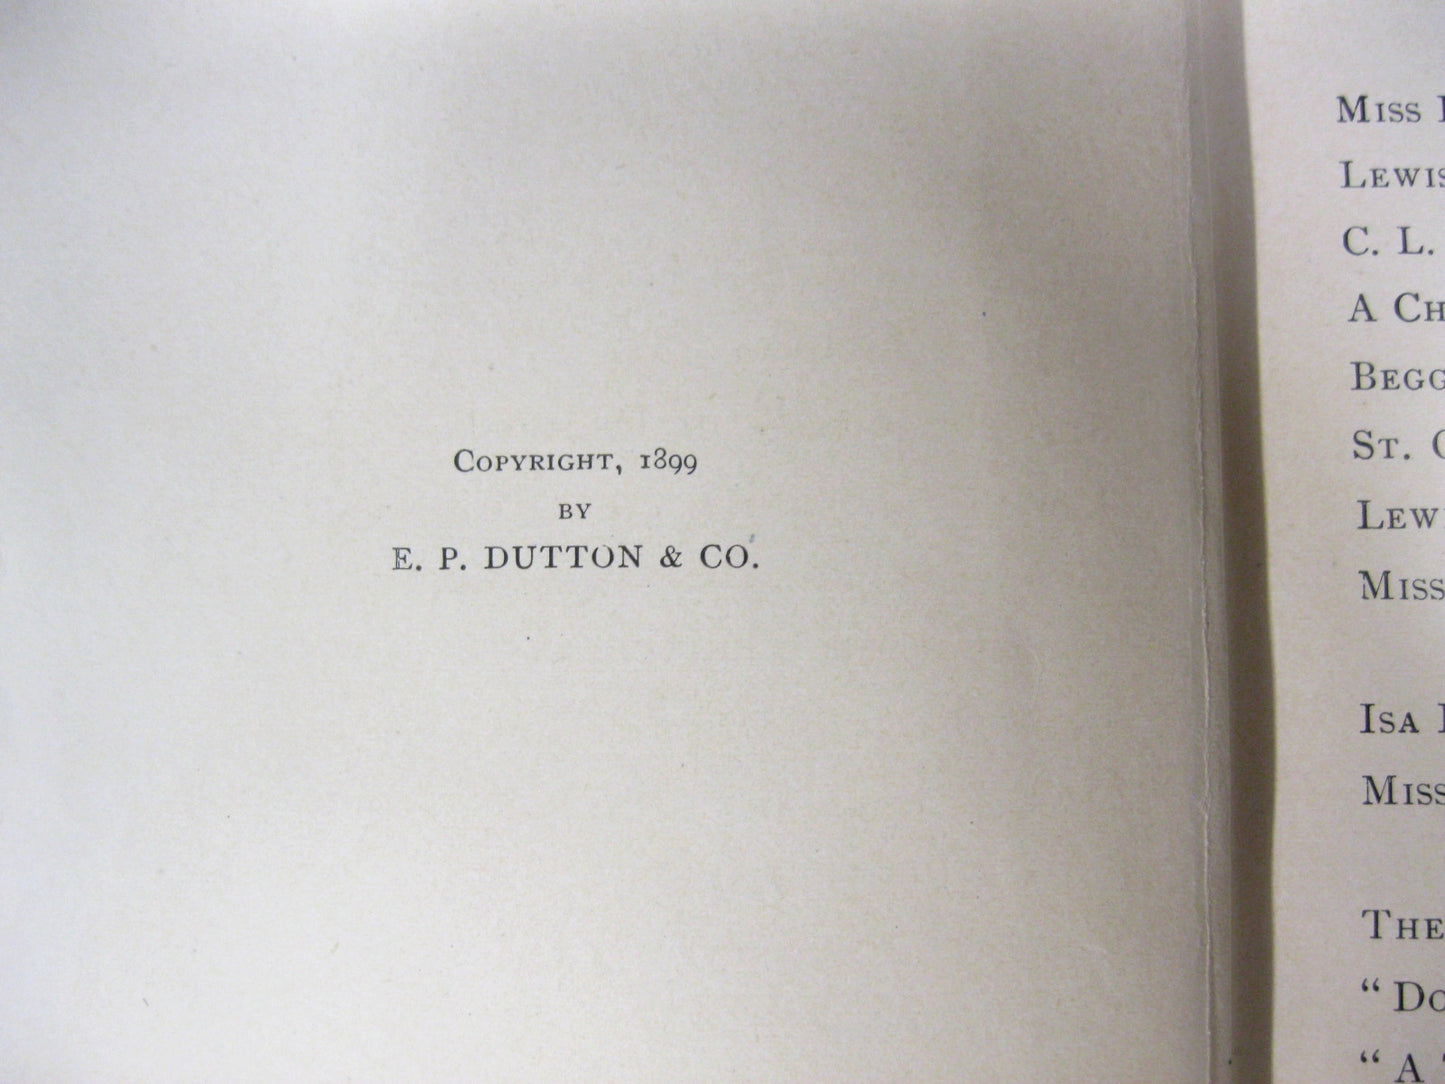 Copyright, 1899
BY
E. P. DUTTON & CO.
Miss
Lewis
C. L.
A Ch
Begg
St.
Lew
Miss
Isa
Miss
The
" Do
" A